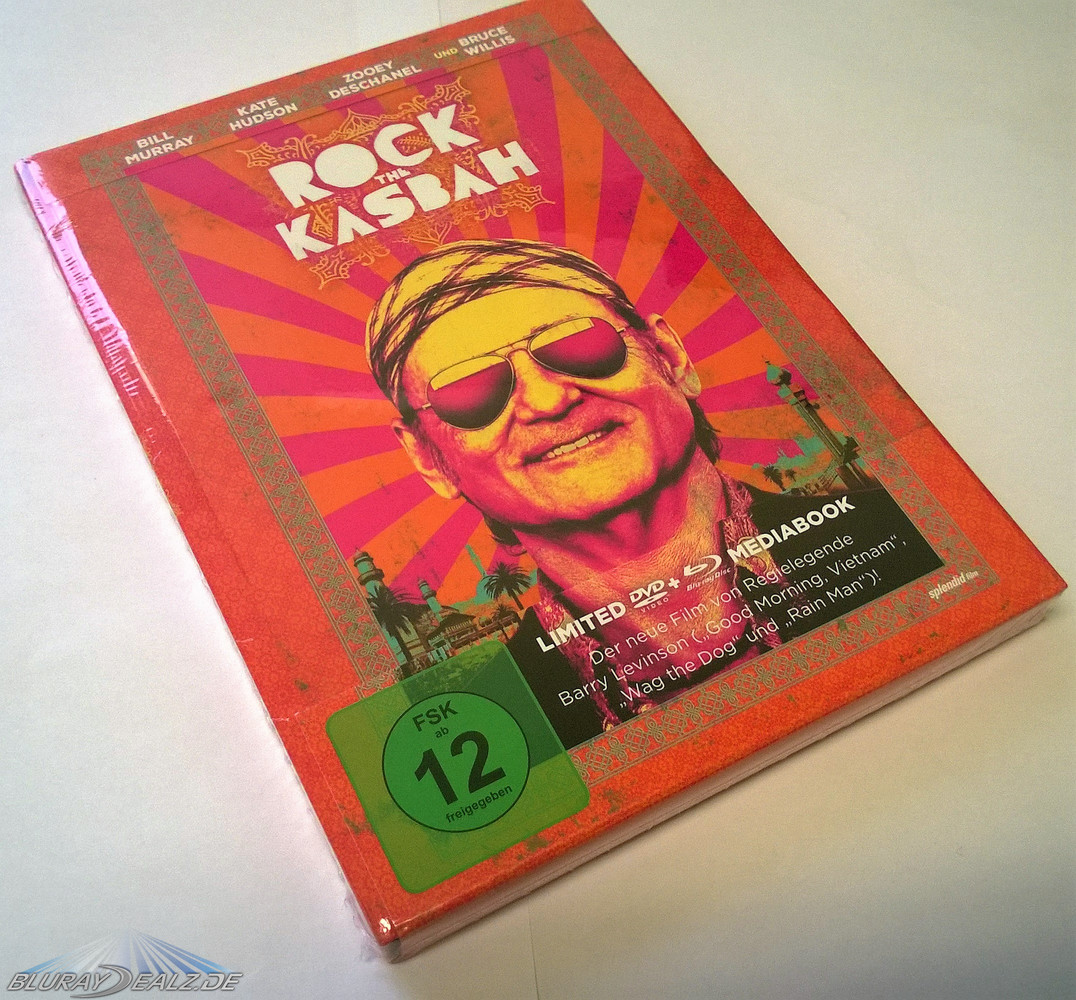 BILL
MURRAY
KATE
HUDSON
ZOOEY
DESCHANEL
UND BRUCE
WILLIS
ROCK
THE
KASBAH
LIMITED DVD VIDEO + Blu-ray Disc MEDIABOOK
Der neue Film von Regielegende
Barry Levinson („Good Morning, Vietnam“,
„Wag the Dog“ und „Rain Man“)!
splendid film
FSK
ab
12
freigegeben
BLURAYDEALZ.DE